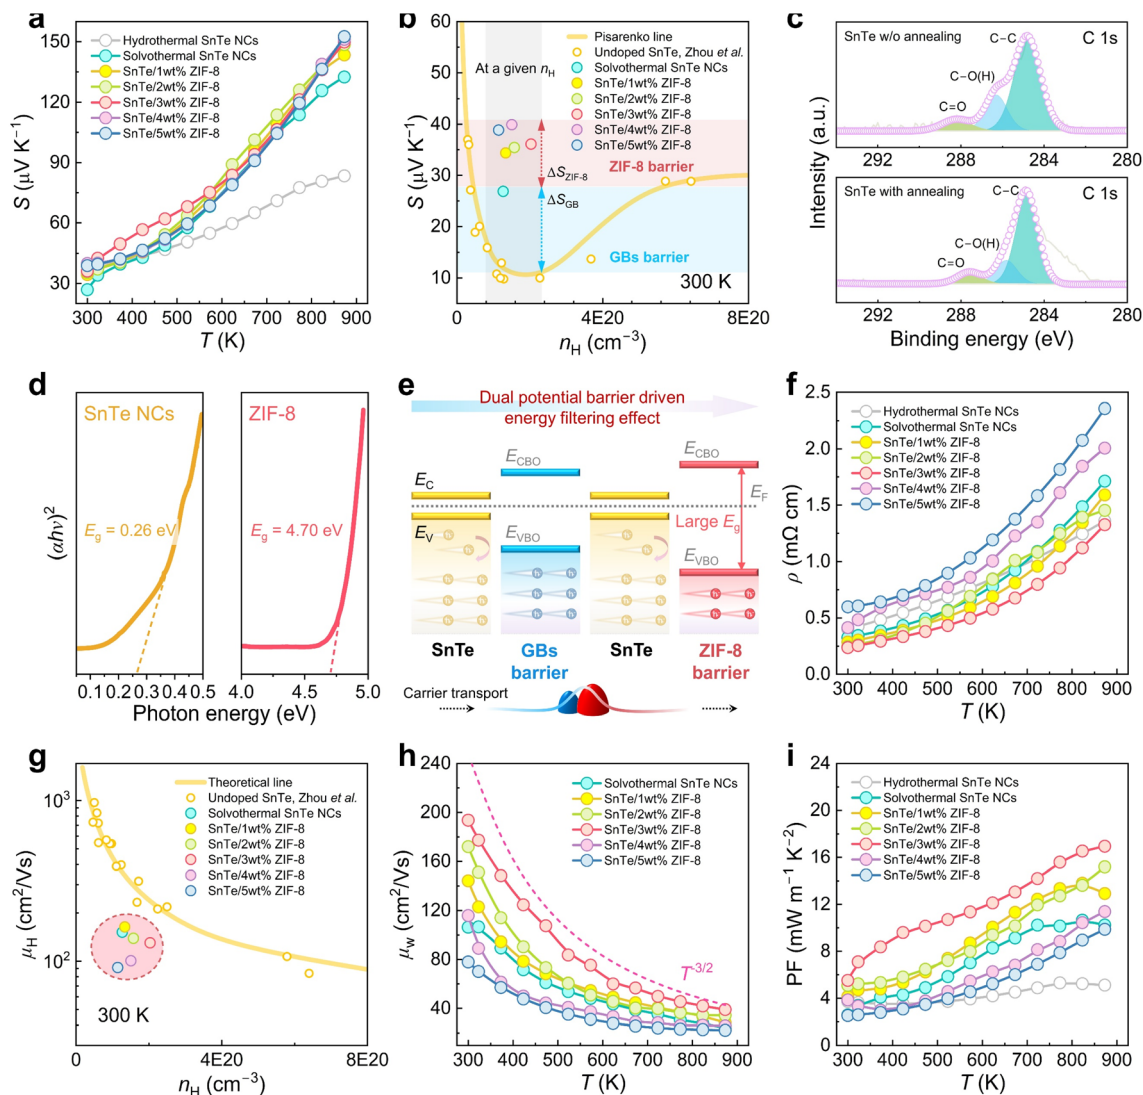 a
S (μV K⁻¹)
150
120
90
60
30
Hydrothermal SnTe NCs
Solvothermal SnTe NCs
SnTe/1wt% ZIF-8
SnTe/2wt% ZIF-8
SnTe/3wt% ZIF-8
SnTe/4wt% ZIF-8
SnTe/5wt% ZIF-8
300 400 500 600 700 800 900
T (K)
b
S (μV K⁻¹)
60
50
40
30
20
10
Pisarenko line
Undoped SnTe, Zhou et al.
Solvothermal SnTe NCs
SnTe/1wt% ZIF-8
SnTe/2wt% ZIF-8
SnTe/3wt% ZIF-8
SnTe/4wt% ZIF-8
SnTe/5wt% ZIF-8
At a given nH
ZIF-8 barrier
ΔSZIF-8
ΔSGB
GBs barrier
300 K
0 4E20 8E20
nH (cm⁻³)
c
Intensity (a.u.)
SnTe w/o annealing
C 1s
C−C
C−O(H)
C=O
292 288 284 280
SnTe with annealing
C 1s
C−C
C−O(H)
C=O
292 288 284 280
Binding energy (eV)
d
(αhν)²
SnTe NCs
Eg = 0.26 eV
0.1 0.2 0.3 0.4 0.5
ZIF-8
Eg = 4.70 eV
4.0 4.5 5.0
Photon energy (eV)
e
Dual potential barrier driven
energy filtering effect
EC
EV
ECBO
EVBO
ECBO
EF
Large Eg
EVBO
h⁺
SnTe
GBs
barrier
SnTe
ZIF-8
barrier
Carrier transport
f
ρ (mΩ cm)
2.5
2.0
1.5
1.0
0.5
0.0
Hydrothermal SnTe NCs
Solvothermal SnTe NCs
SnTe/1wt% ZIF-8
SnTe/2wt% ZIF-8
SnTe/3wt% ZIF-8
SnTe/4wt% ZIF-8
SnTe/5wt% ZIF-8
300 400 500 600 700 800 900
T (K)
g
μH (cm²/Vs)
10³
10²
Theoretical line
Undoped SnTe, Zhou et al.
Solvothermal SnTe NCs
SnTe/1wt% ZIF-8
SnTe/2wt% ZIF-8
SnTe/3wt% ZIF-8
SnTe/4wt% ZIF-8
SnTe/5wt% ZIF-8
300 K
0 4E20 8E20
nH (cm⁻³)
h
μw (cm²/Vs)
240
200
160
120
80
40
Solvothermal SnTe NCs
SnTe/1wt% ZIF-8
SnTe/2wt% ZIF-8
SnTe/3wt% ZIF-8
SnTe/4wt% ZIF-8
SnTe/5wt% ZIF-8
T⁻³ᐟ²
300 400 500 600 700 800 900
T (K)
i
PF (mW m⁻¹ K⁻²)
24
20
16
12
8
4
0
Hydrothermal SnTe NCs
Solvothermal SnTe NCs
SnTe/1wt% ZIF-8
SnTe/2wt% ZIF-8
SnTe/3wt% ZIF-8
SnTe/4wt% ZIF-8
SnTe/5wt% ZIF-8
300 400 500 600 700 800 900
T (K)